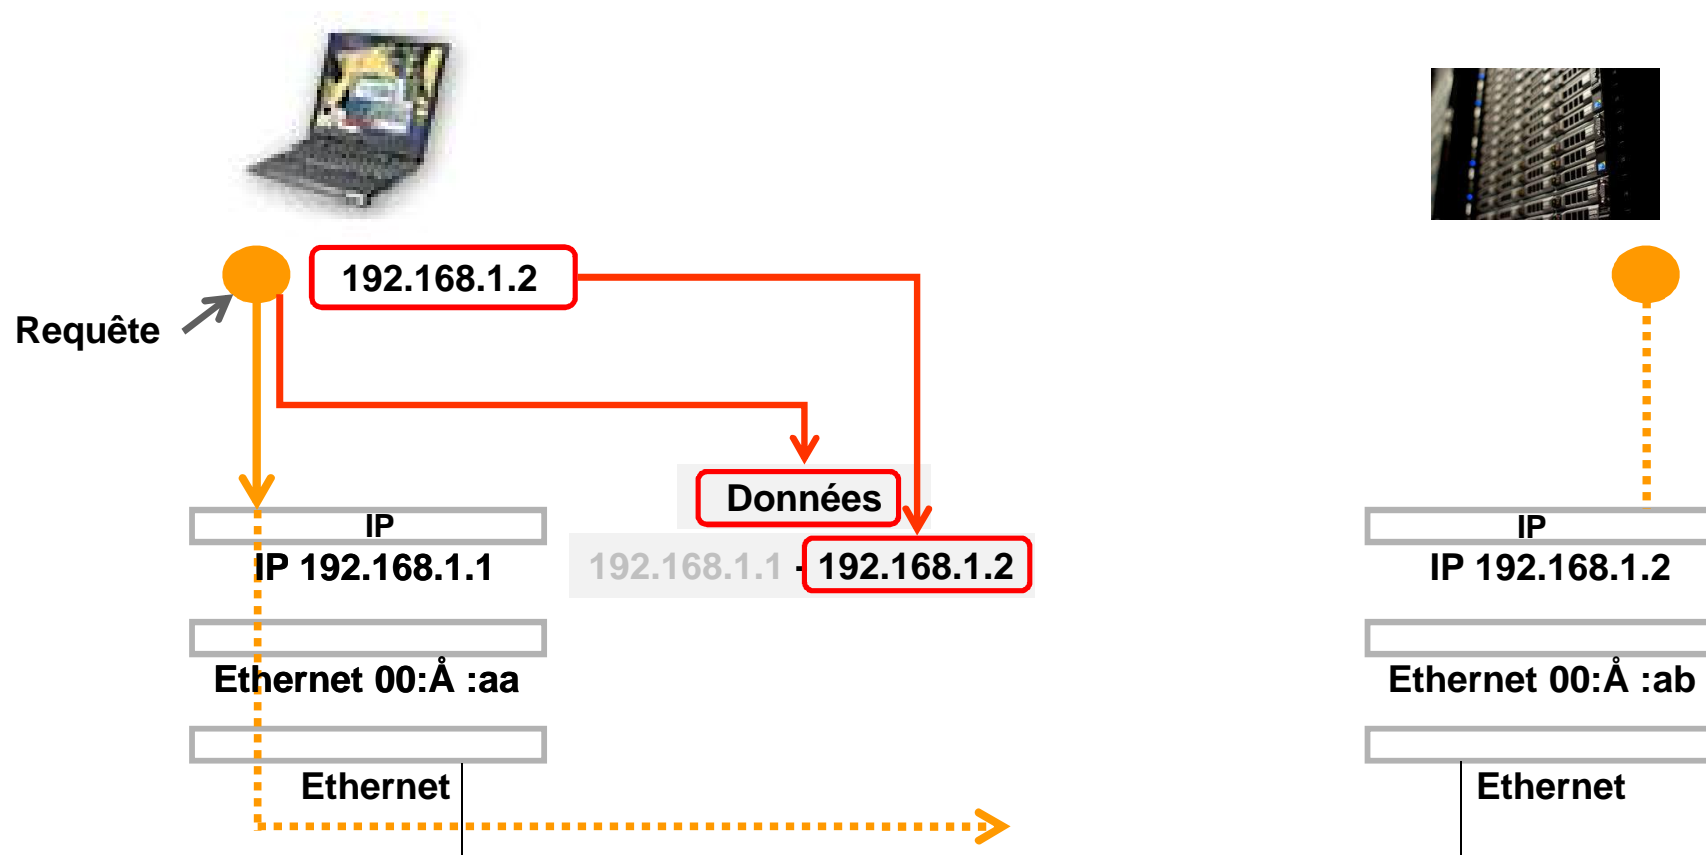 192.168.1.2
Requête
Données
IP
IP 192.168.1.1
192.168.1.1 - 192.168.1.2
IP
IP 192.168.1.2
Ethernet 00:Å :aa
Ethernet 00:Å :ab
Ethernet
Ethernet